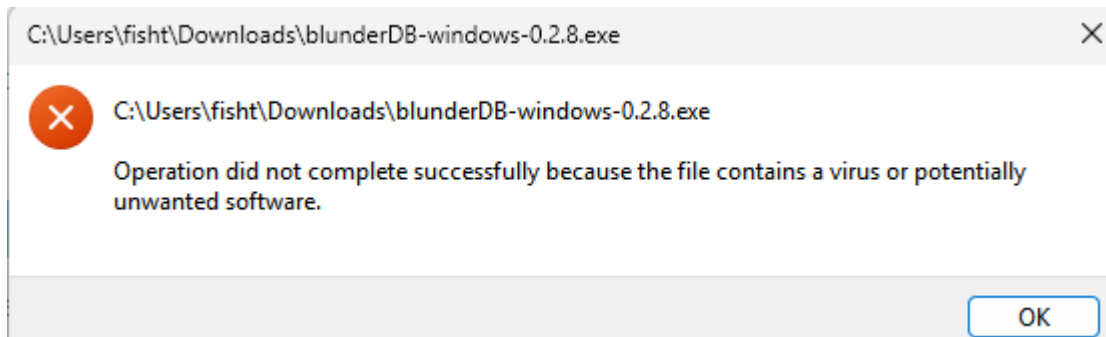 C:\Users\fisht\Downloads\blunderDB-windows-0.2.8.exe
C:\Users\fisht\Downloads\blunderDB-windows-0.2.8.exe
Operation did not complete successfully because the file contains a virus or potentially
unwanted software.
OK